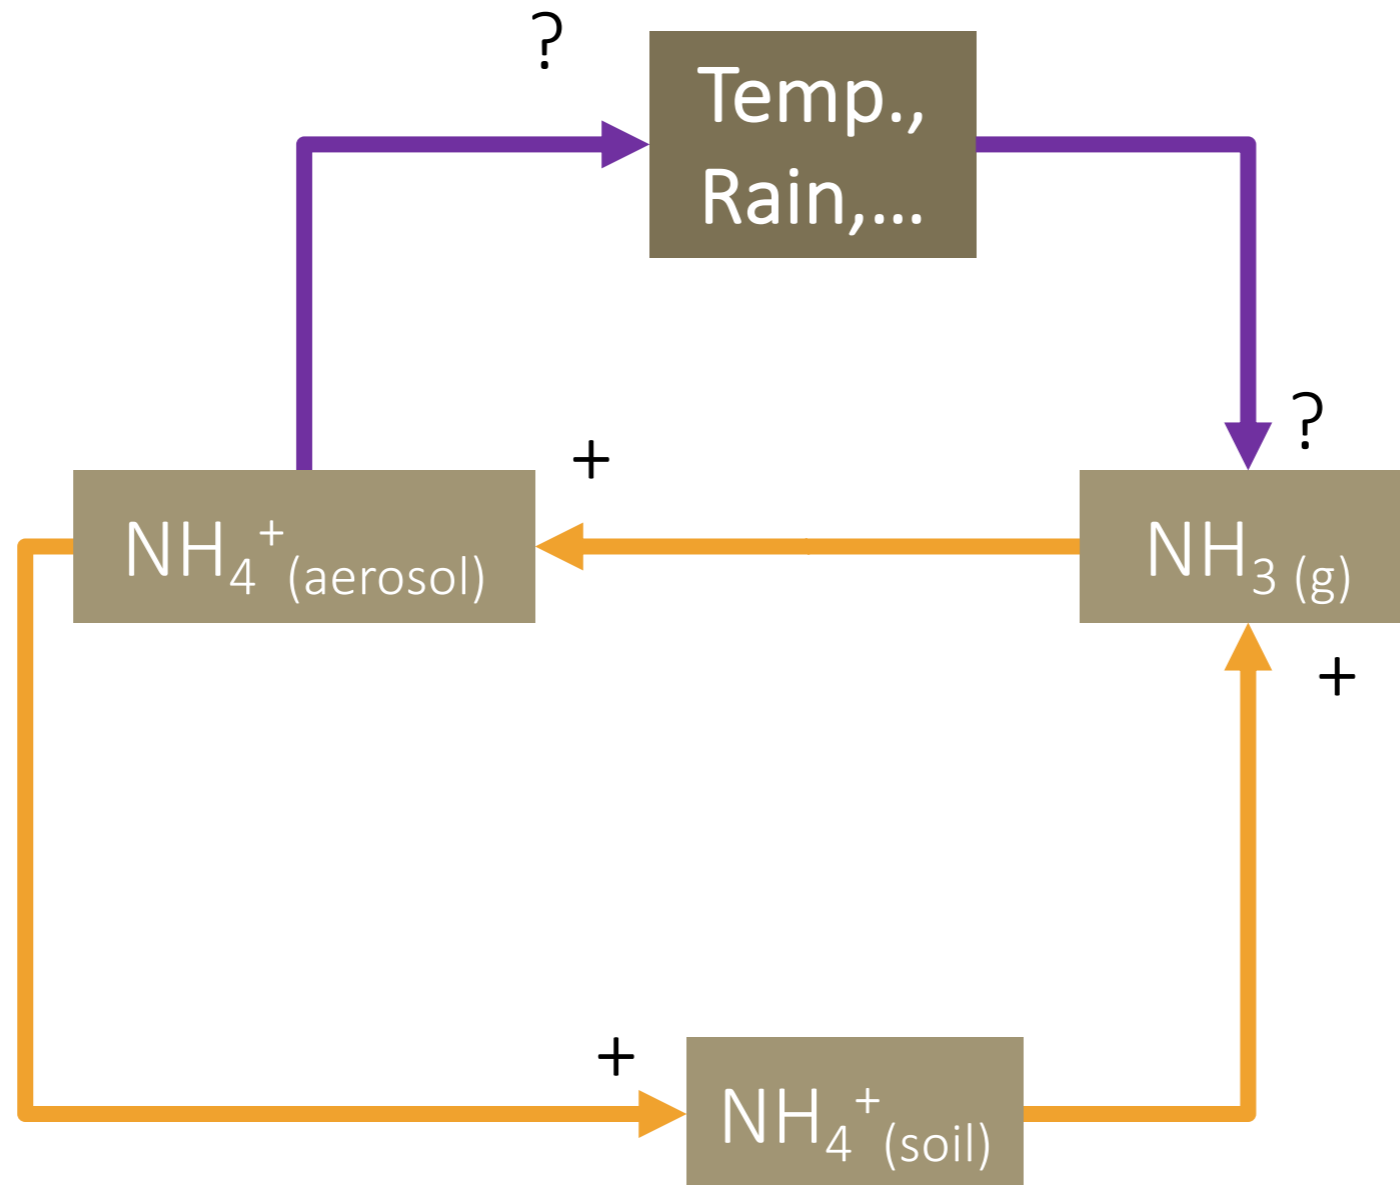 ?
Temp.,
Rain,...
?
+
NH₄⁺(aerosol)
NH₃ (g)
+
+
NH₄⁺(soil)